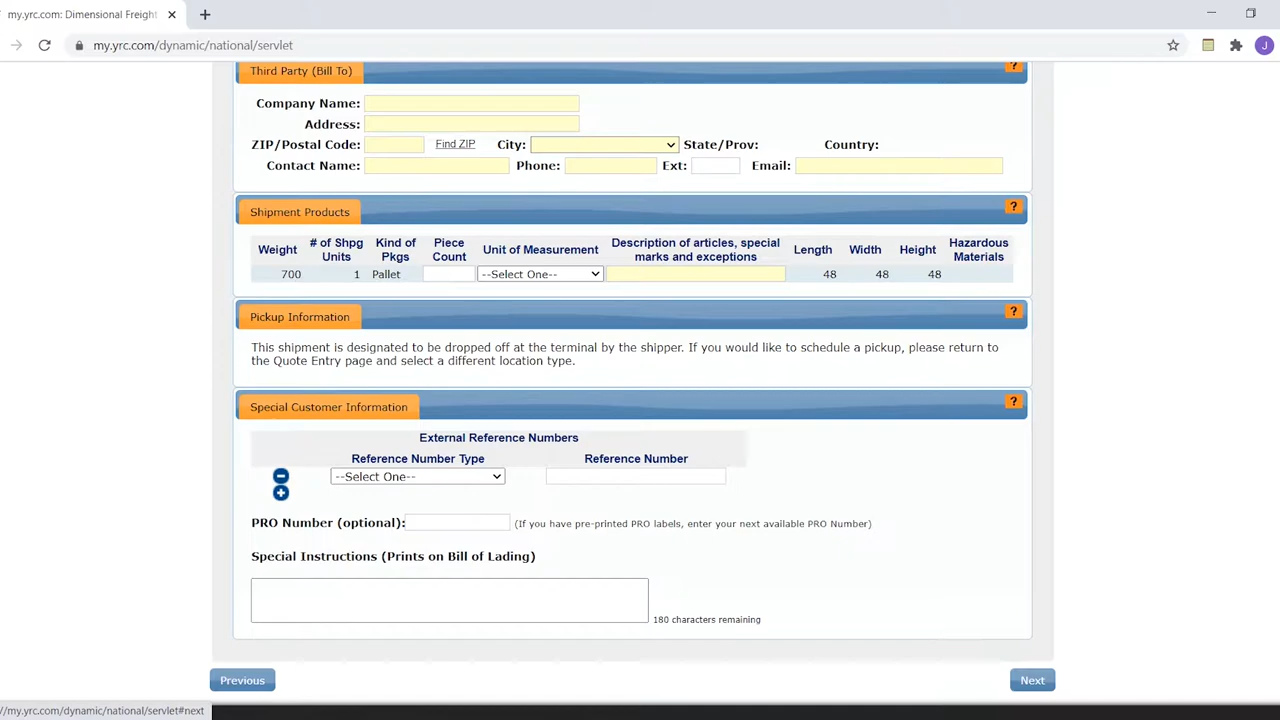 my.yrc.com: Dimensional Freight
my.yrc.com/dynamic/national/servlet
J
Third Party (Bill To)
?
Company Name:
Address:
ZIP/Postal Code: Find ZIP City: State/Prov: Country:
Contact Name: Phone: Ext: Email:
Shipment Products
?
Weight # of Shpg Units Kind of Pkgs Piece Count Unit of Measurement Description of articles, special marks and exceptions Length Width Height Hazardous Materials
700 1 Pallet --Select One-- 48 48 48
Pickup Information
?
This shipment is designated to be dropped off at the terminal by the shipper. If you would like to schedule a pickup, please return to
the Quote Entry page and select a different location type.
Special Customer Information
?
External Reference Numbers
Reference Number Type Reference Number
--Select One--
PRO Number (optional): (If you have pre-printed PRO labels, enter your next available PRO Number)
Special Instructions (Prints on Bill of Lading)
180 characters remaining
Previous Next
//my.yrc.com/dynamic/national/servlet#next